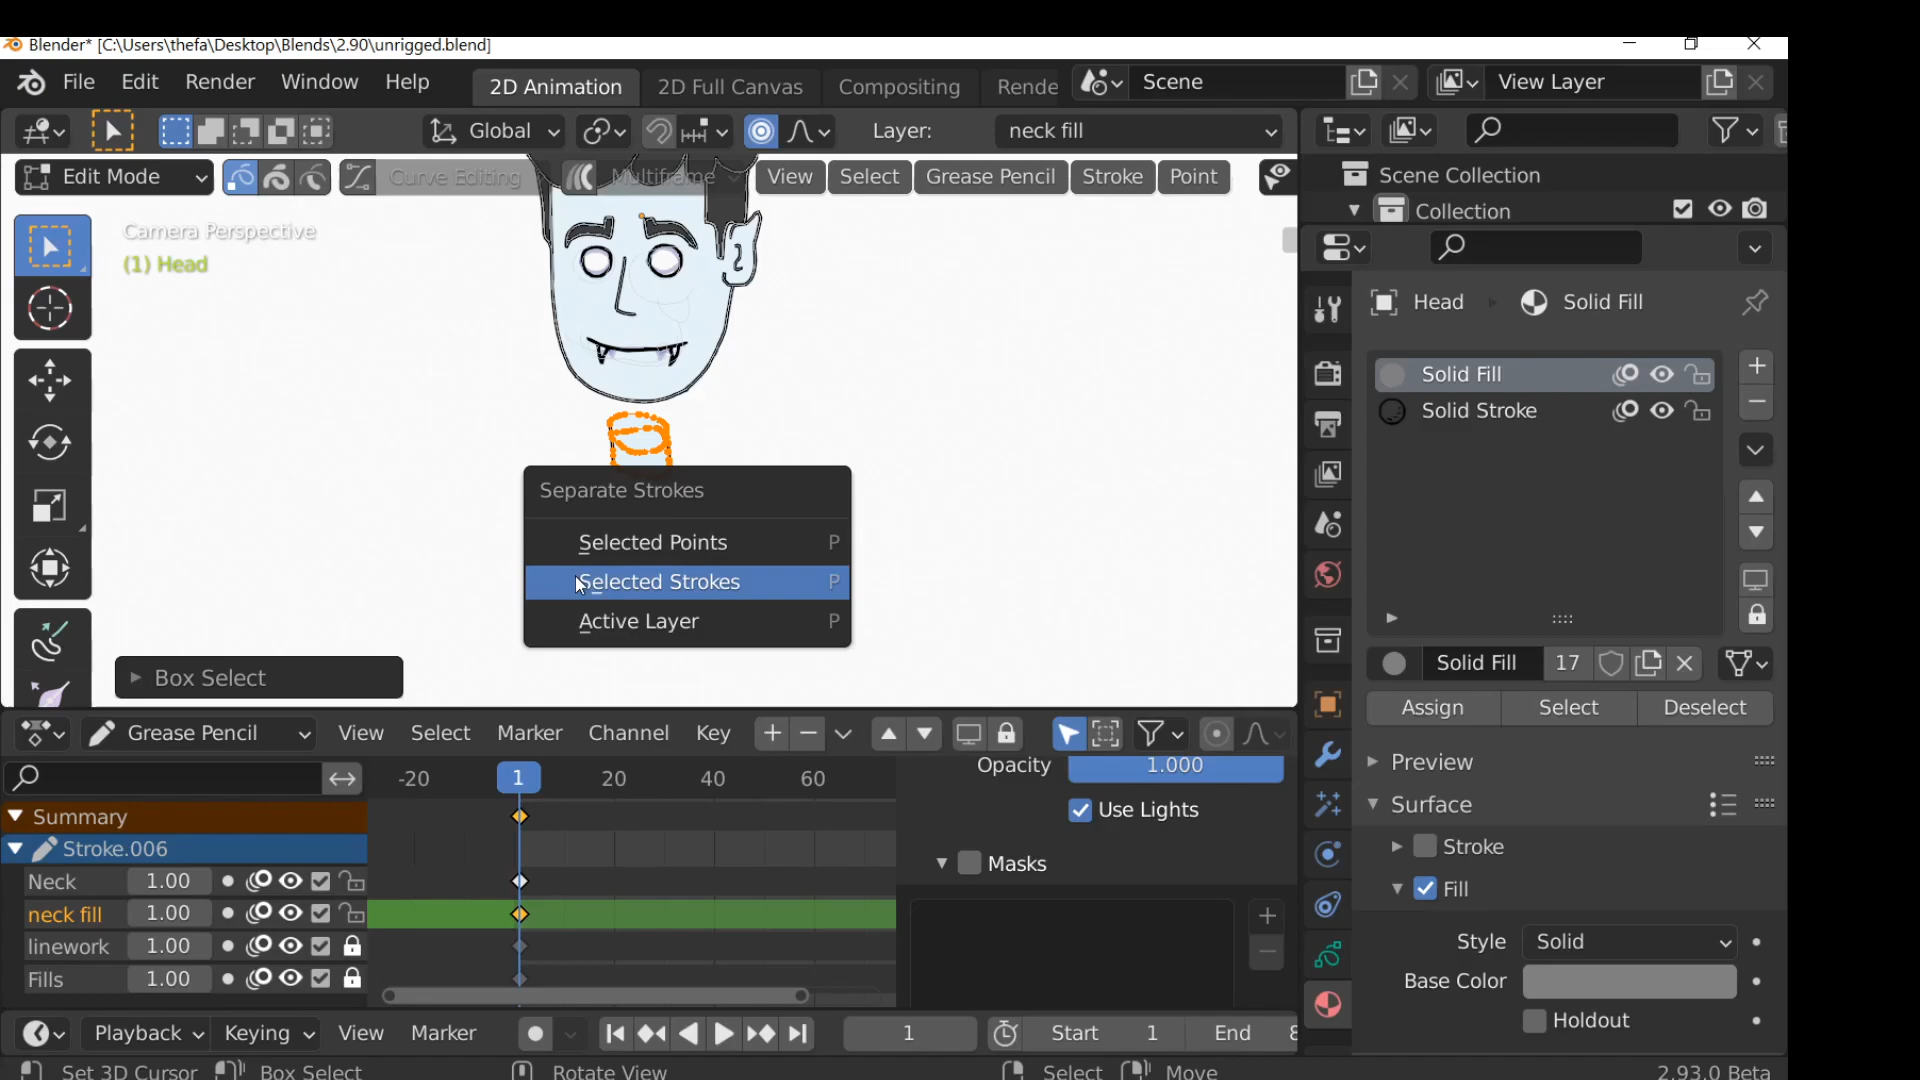 Blender* [C:\Users\thefa\Desktop\Blends\2.90\unrigged.blend]
File Edit Render Window Help 2D Animation 2D Full Canvas Compositing Rende Scene View Layer
Global Layer: neck fill
Edit Mode Curve Editing Multiframe View Select Grease Pencil Stroke Point
Scene Collection
Collection
Camera Perspective
(1) Head
Head Solid Fill
Solid Fill
Solid Stroke
Separate Strokes
Selected Points P
Selected Strokes P
Active Layer P
Box Select
Solid Fill 17
Assign Select Deselect
Grease Pencil View Select Marker Channel Key
Preview
-20 1 20 40 60
Opacity 1.000
Surface
Use Lights
Summary
Stroke.006
Stroke
Masks
Neck 1.00
Fill
neck fill 1.00
linework 1.00
Style Solid
Fills 1.00
Base Color
Holdout
Playback Keying View Marker 1 Start 1 End 8
Set 3D Cursor Box Select Rotate View Select Move 2.93.0 Beta